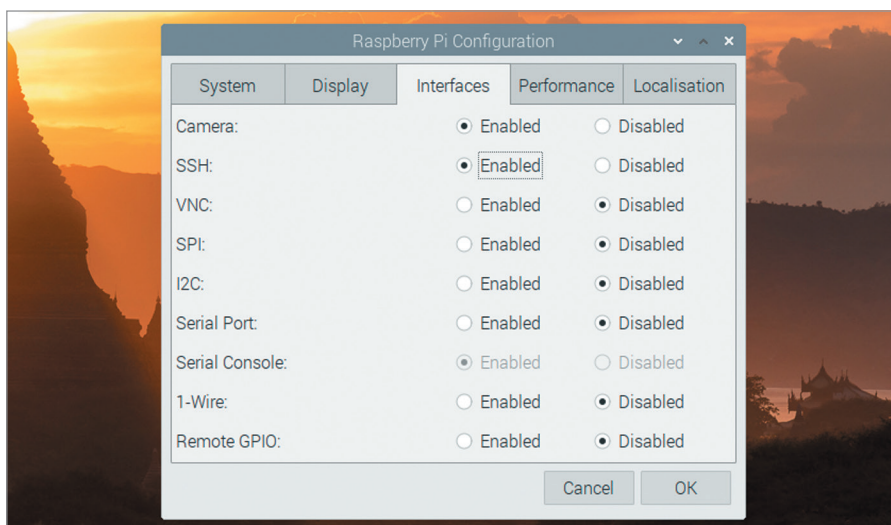 Raspberry Pi Configuration
System Display Interfaces Performance Localisation
Camera: Enabled Disabled
SSH: Enabled Disabled
VNC: Enabled Disabled
SPI: Enabled Disabled
I2C: Enabled Disabled
Serial Port: Enabled Disabled
Serial Console: Enabled Disabled
1-Wire: Enabled Disabled
Remote GPIO: Enabled Disabled
Cancel OK